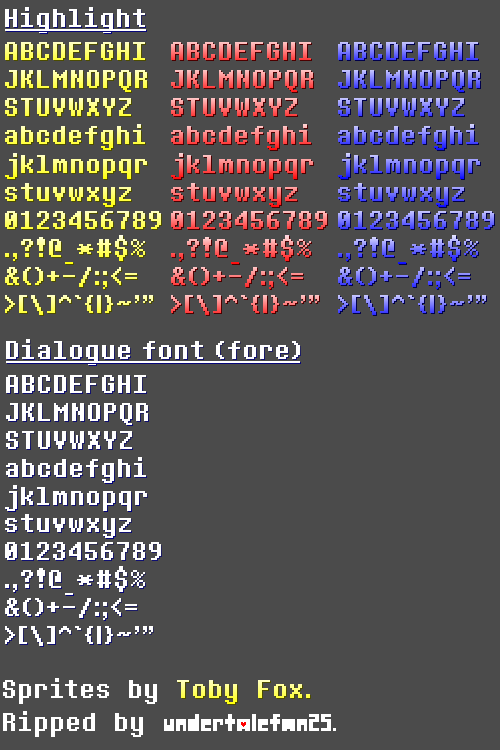 Highlight
ABCDEFGHI ABCDEFGHI ABCDEFGHI
JKLMNOPQR JKLMNOPQR JKLMNOPQR
STUVWXYZ STUVWXYZ STUVWXYZ
abcdefghi abcdefghi abcdefghi
jklmnopqr jklmnopqr jklmnopqr
stuvwxyz stuvwxyz stuvwxyz
0123456789 0123456789 0123456789
.,?!@_*#$% .,?!@_*#$% .,?!@_*#$%
&()+-/:;<= &()+-/:;<= &()+-/:;<=
>[\]^`{|}~'" >[\]^`{|}~'" >[\]^`{|}~'"
Dialogue font (fore)
ABCDEFGHI
JKLMNOPQR
STUVWXYZ
abcdefghi
jklmnopqr
stuvwxyz
0123456789
.,?!@_*#$%
&()+-/:;<=
>[\]^`{|}~'"
Sprites by Toby Fox.
Ripped by undertalefan25.